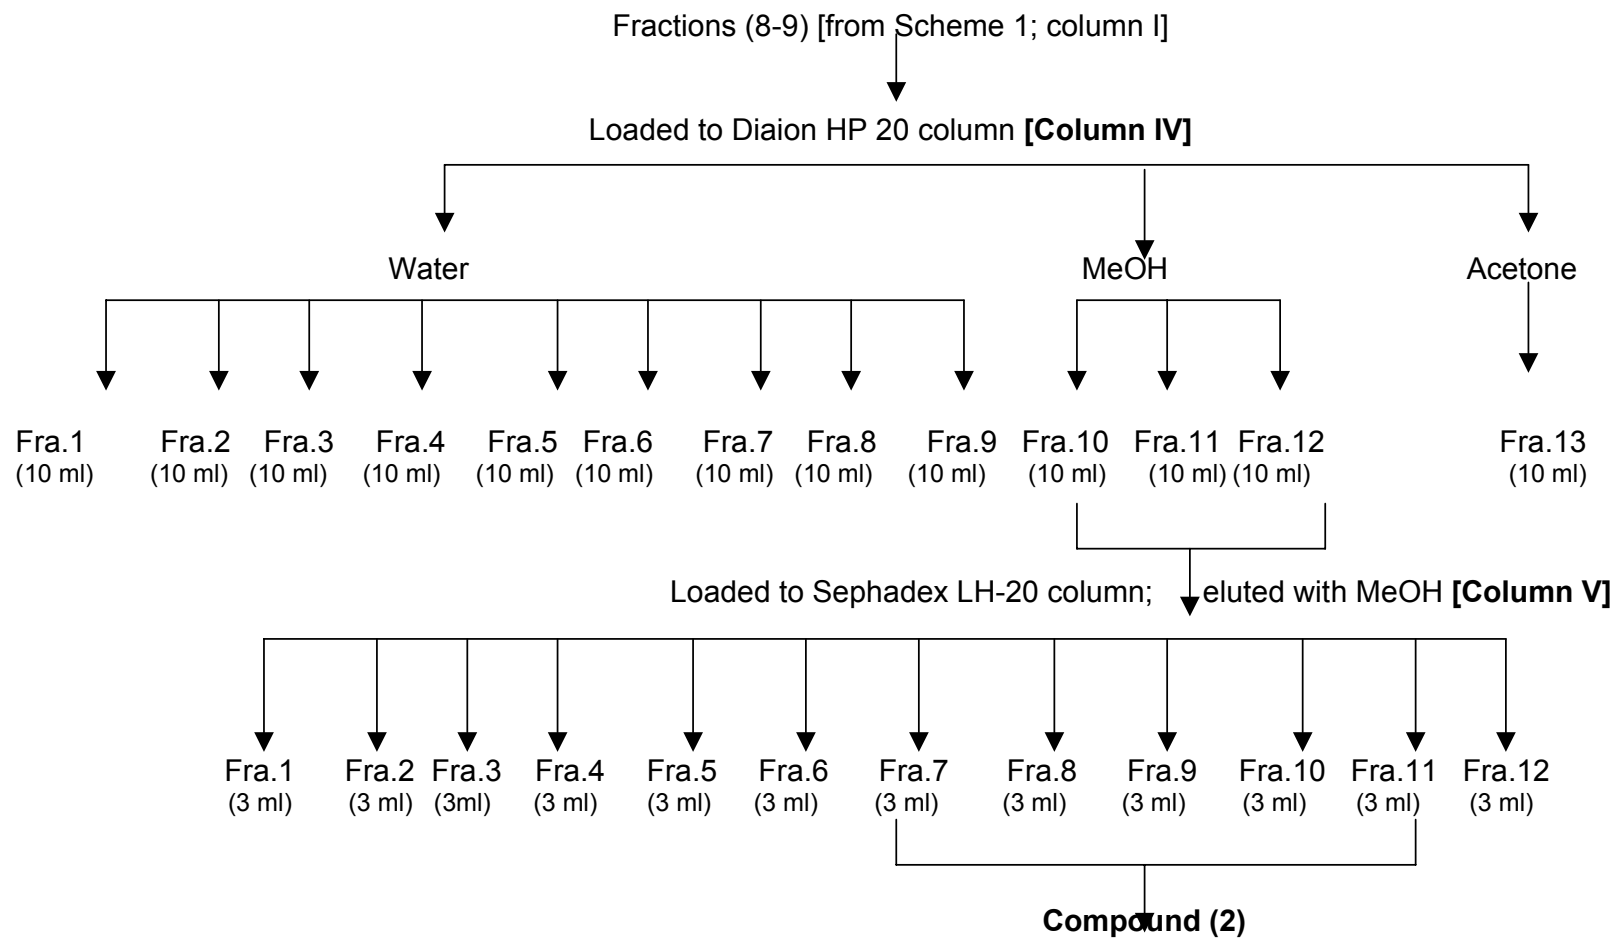 Fractions (8-9) [from Scheme 1; column I]
Loaded to Diaion HP 20 column [Column IV]
Water MeOH Acetone
Fra.1 Fra.2 Fra.3 Fra.4 Fra.5 Fra.6 Fra.7 Fra.8 Fra.9 Fra.10 Fra.11 Fra.12 Fra.13
(10 ml) (10 ml) (10 ml) (10 ml) (10 ml) (10 ml) (10 ml) (10 ml) (10 ml) (10 ml) (10 ml) (10 ml) (10 ml)
Loaded to Sephadex LH-20 column; eluted with MeOH [Column V]
Fra.1 Fra.2 Fra.3 Fra.4 Fra.5 Fra.6 Fra.7 Fra.8 Fra.9 Fra.10 Fra.11 Fra.12
(3 ml) (3 ml) (3ml) (3 ml) (3 ml) (3 ml) (3 ml) (3 ml) (3 ml) (3 ml) (3 ml) (3 ml)
Compound (2)